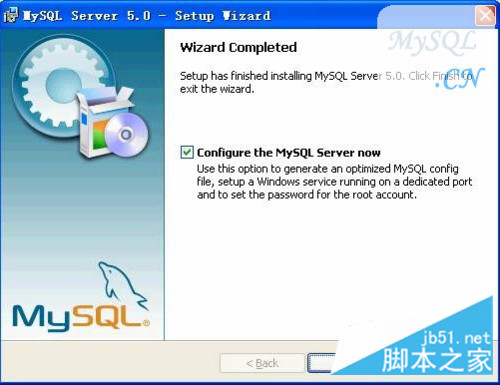 MySQL Server 5.0 - Setup Wizard
Wizard Completed
MySQL
.CN
Setup has finished installing MySQL Server 5.0. Click Finish to
exit the wizard.
Configure the MySQL Server now
Use this option to generate an optimized MySQL config
file, setup a Windows service running on a dedicated port
and to set the password for the root account.
MySQL®
< Back
jb51.net
脚本之家